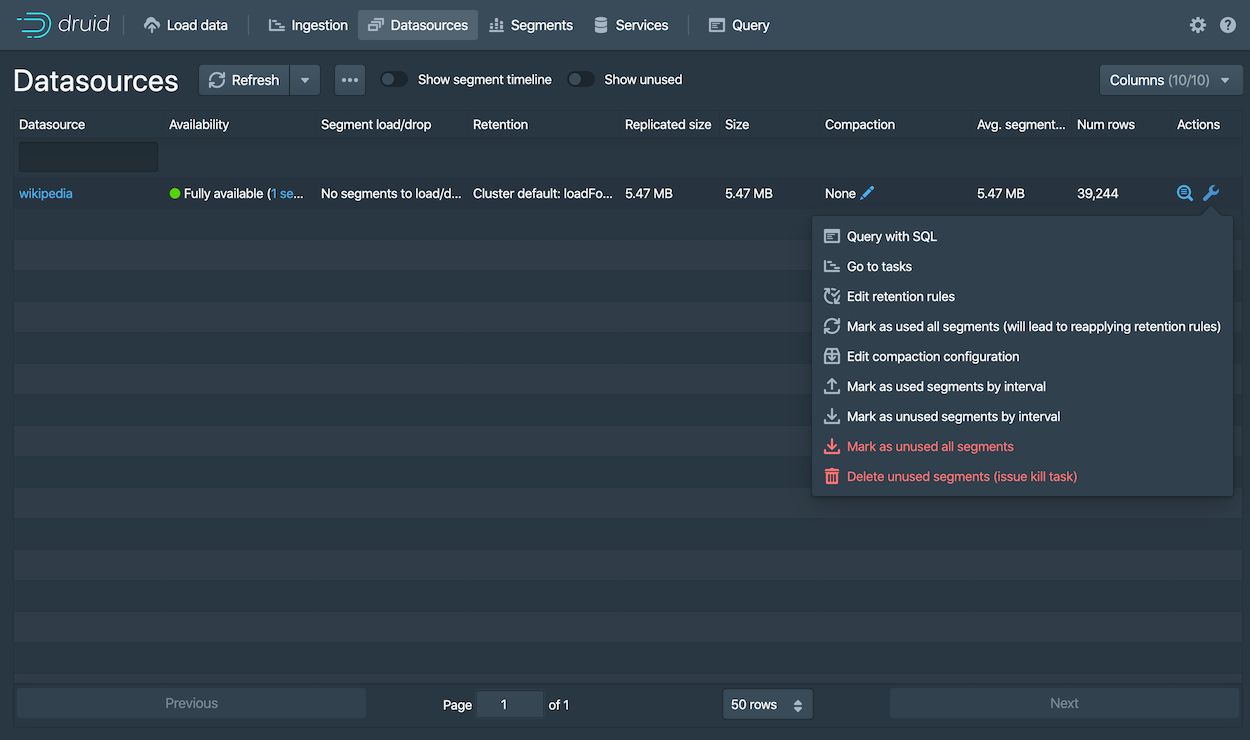 druid Load data Ingestion Datasources Segments Services Query
Datasources Refresh Show segment timeline Show unused Columns (10/10)
Datasource Availability Segment load/drop Retention Replicated size Size Compaction Avg. segment... Num rows Actions
wikipedia Fully available (1 se... No segments to load/d... Cluster default: loadFo... 5.47 MB 5.47 MB None 5.47 MB 39,244
Query with SQL
Go to tasks
Edit retention rules
Mark as used all segments (will lead to reapplying retention rules)
Edit compaction configuration
Mark as used segments by interval
Mark as unused segments by interval
Mark as unused all segments
Delete unused segments (issue kill task)
Previous Page 1 of 1 50 rows Next